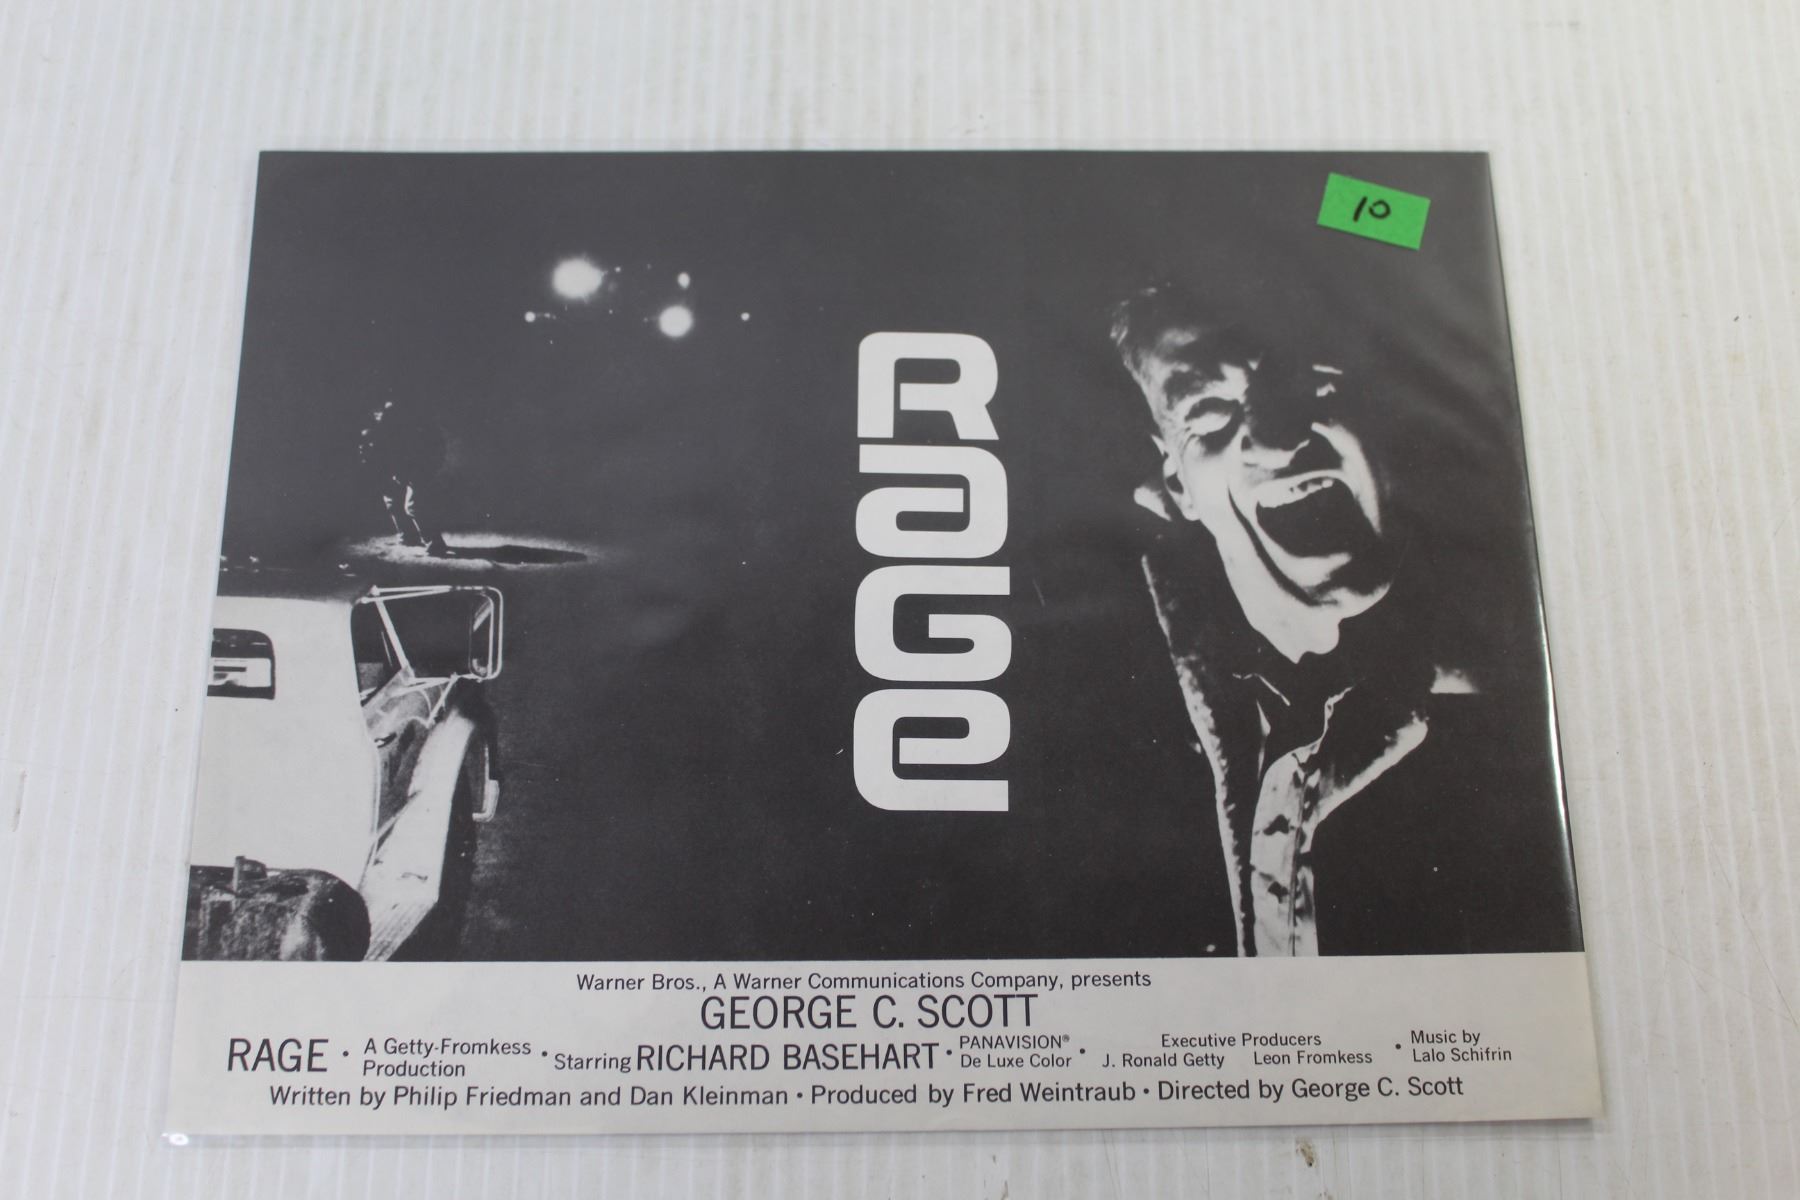 10
RaGe
Warner Bros., A Warner Communications Company, presents
GEORGE C. SCOTT
RAGE · A Getty-Fromkess Production · Starring RICHARD BASEHART · PANAVISION® De Luxe Color · Executive Producers J. Ronald Getty Leon Fromkess · Music by Lalo Schifrin
Written by Philip Friedman and Dan Kleinman · Produced by Fred Weintraub · Directed by George C. Scott